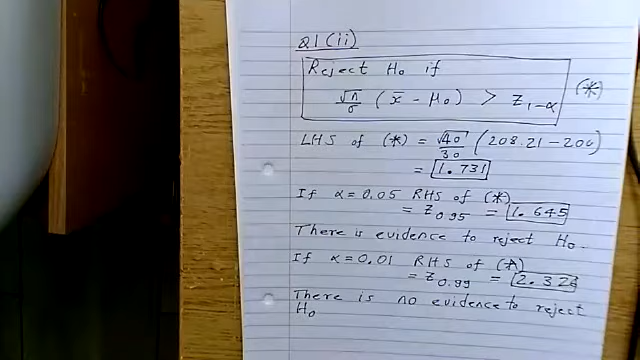 Q1 (ii)
Reject H₀ if
√n/σ ( x̄ - μ₀ ) > z₁₋α (*)
LHS of (*) = √40/30 (208.21 - 200)
= 1.731
If α = 0.05 RHS of (*)
= z₀.₉₅ = 1.645
There is evidence to reject H₀.
If α = 0.01 RHS of (*)
= z₀.₉₉ = 2.326
There is no evidence to reject
H₀